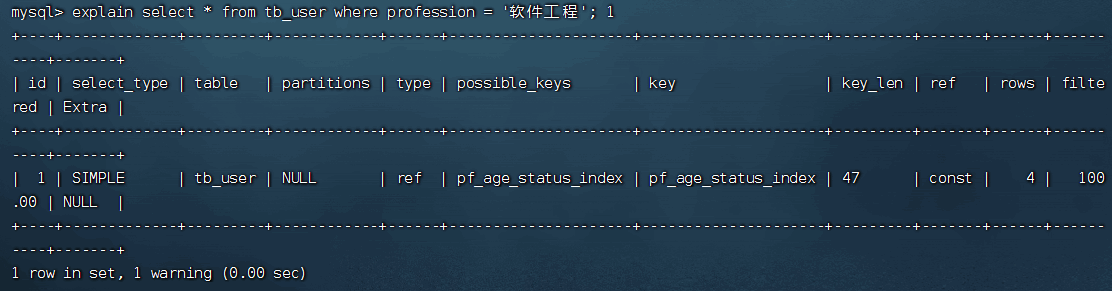 mysql> explain select * from tb_user where profession = '软件工程'; 1
+----+-------------+---------+------------+------+---------------------+---------------------+---------+-------+------+------
----+-------+
| id | select_type | table   | partitions | type | possible_keys       | key                 | key_len | ref   | rows | filte
red | Extra |
+----+-------------+---------+------------+------+---------------------+---------------------+---------+-------+------+------
----+-------+
|  1 | SIMPLE      | tb_user | NULL       | ref  | pf_age_status_index | pf_age_status_index | 47      | const |    4 |   100
.00 | NULL  |
+----+-------------+---------+------------+------+---------------------+---------------------+---------+-------+------+------
----+-------+
1 row in set, 1 warning (0.00 sec)